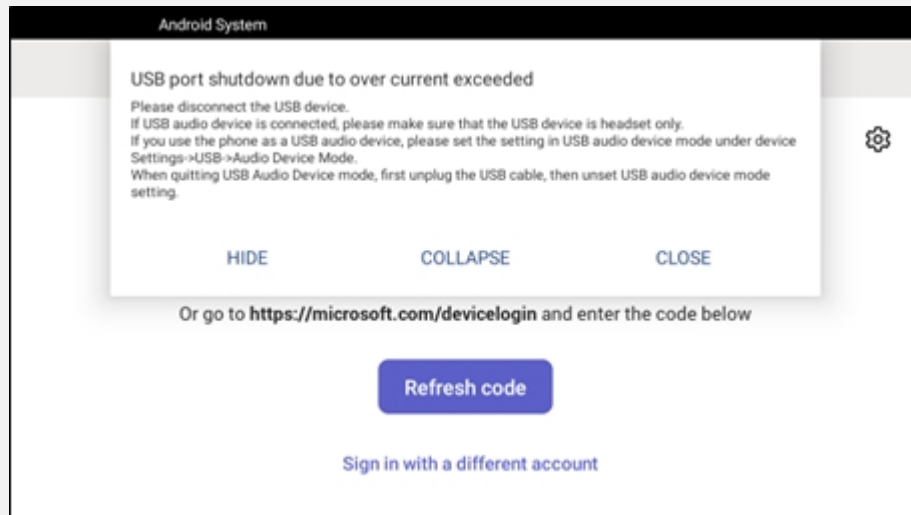 Android System
USB port shutdown due to over current exceeded
Please disconnect the USB device.
If USB audio device is connected, please make sure that the USB device is headset only.
If you use the phone as a USB audio device, please set the setting in USB audio device mode under device
Settings->USB->Audio Device Mode.
When quitting USB Audio Device mode, first unplug the USB cable, then unset USB audio device mode
setting.
HIDE COLLAPSE CLOSE
Or go to https://microsoft.com/devicelogin and enter the code below
Refresh code
Sign in with a different account